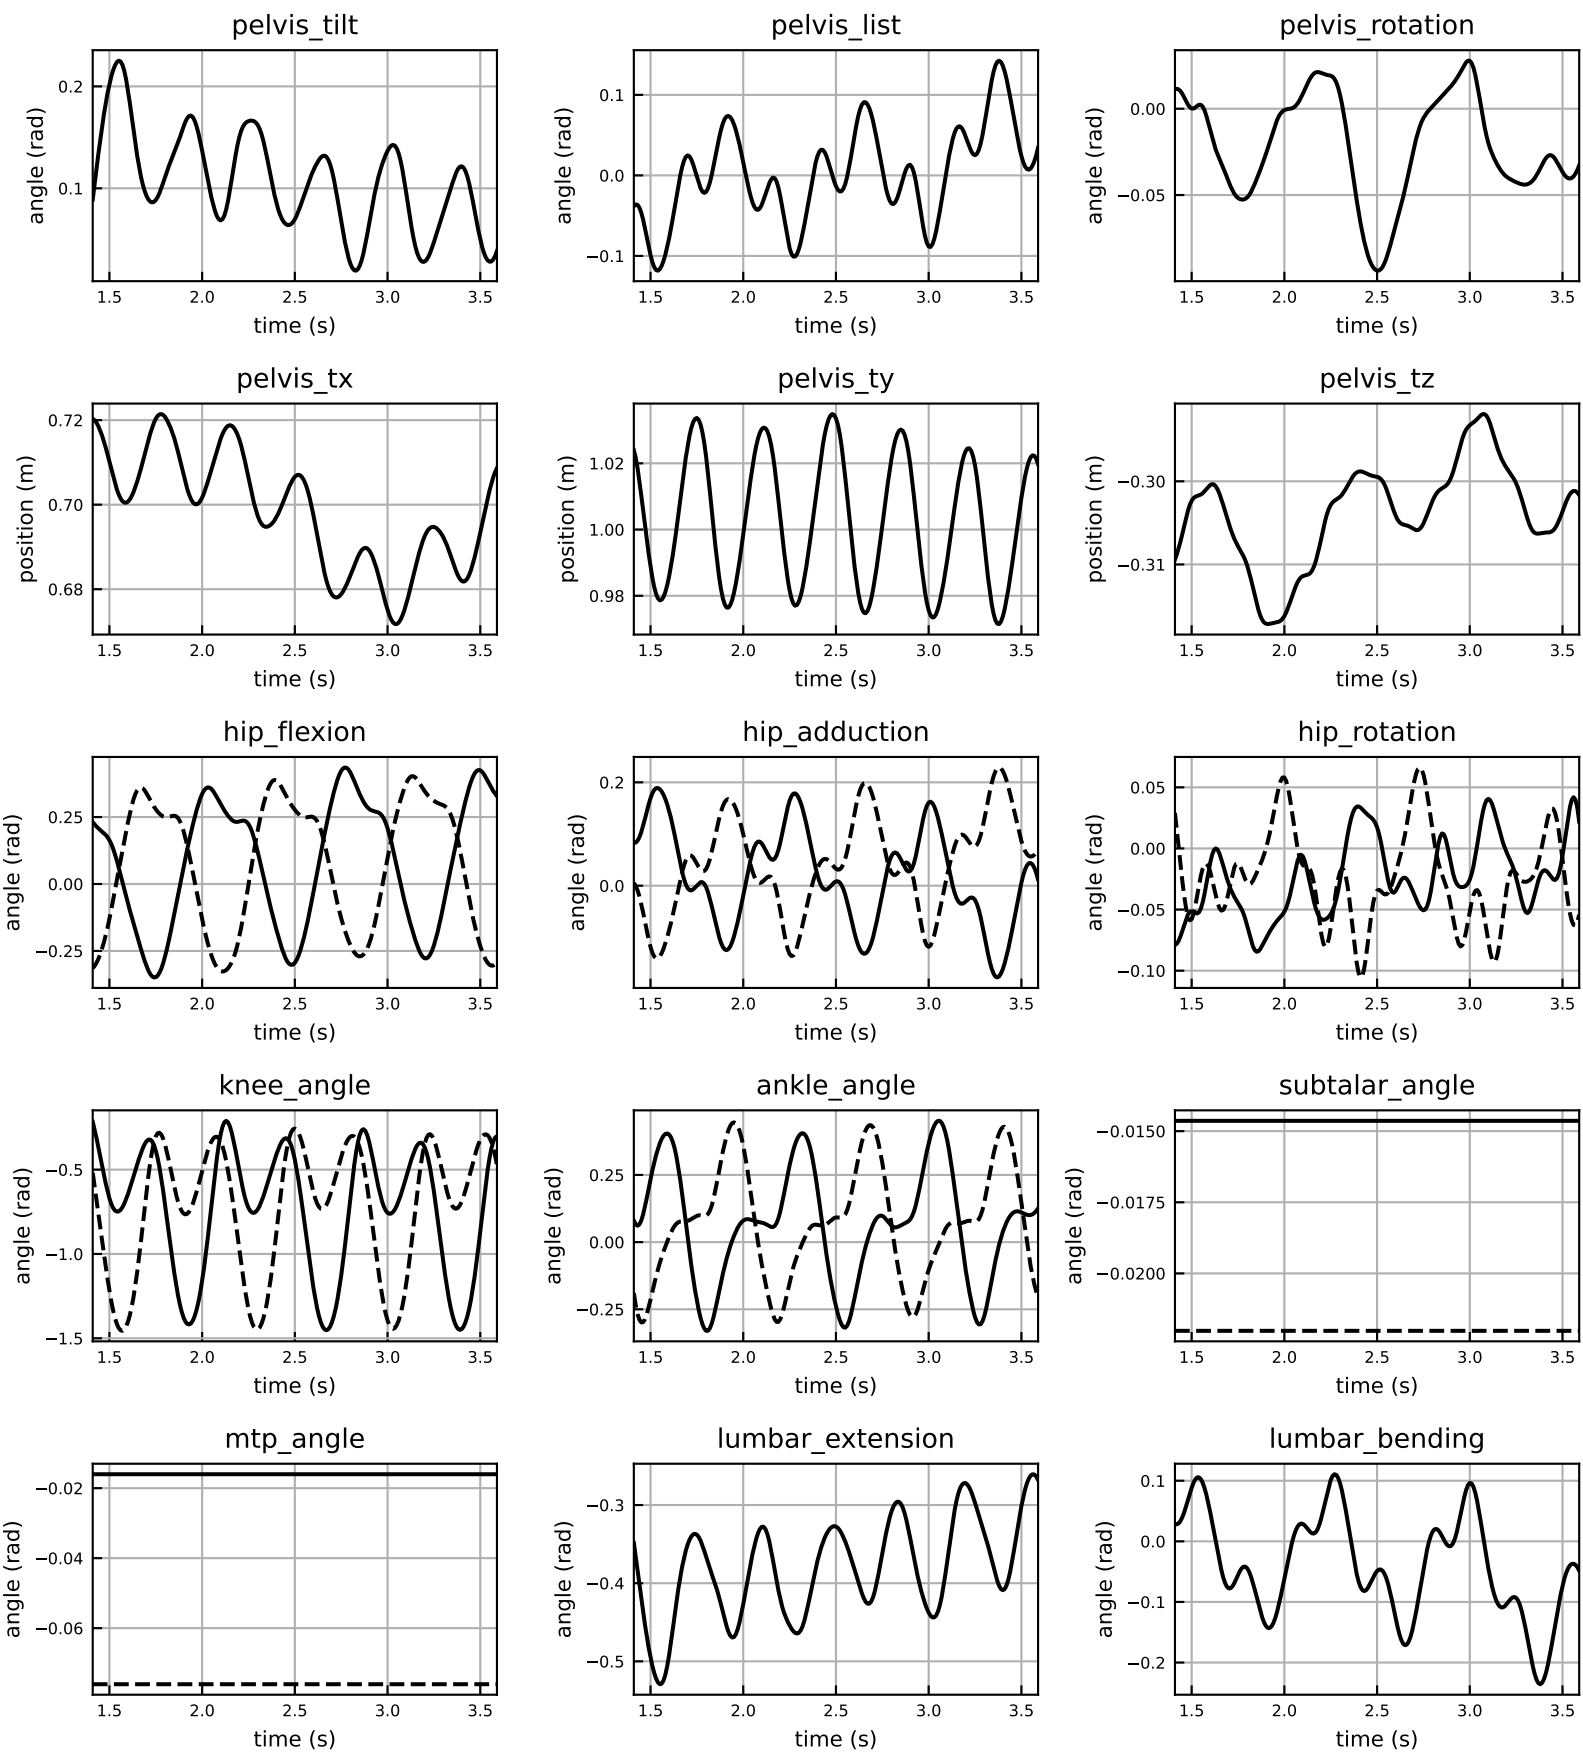 pelvis_tilt
angle (rad)
0.2
0.1
1.5 2.0 2.5 3.0 3.5
time (s)
pelvis_list
angle (rad)
0.1
0.0
−0.1
1.5 2.0 2.5 3.0 3.5
time (s)
pelvis_rotation
angle (rad)
0.00
−0.05
1.5 2.0 2.5 3.0 3.5
time (s)
pelvis_tx
position (m)
0.72
0.70
0.68
1.5 2.0 2.5 3.0 3.5
time (s)
pelvis_ty
position (m)
1.02
1.00
0.98
1.5 2.0 2.5 3.0 3.5
time (s)
pelvis_tz
position (m)
−0.30
−0.31
1.5 2.0 2.5 3.0 3.5
time (s)
hip_flexion
angle (rad)
0.25
0.00
−0.25
1.5 2.0 2.5 3.0 3.5
time (s)
hip_adduction
angle (rad)
0.2
0.0
1.5 2.0 2.5 3.0 3.5
time (s)
hip_rotation
angle (rad)
0.05
0.00
−0.05
−0.10
1.5 2.0 2.5 3.0 3.5
time (s)
knee_angle
angle (rad)
−0.5
−1.0
−1.5
1.5 2.0 2.5 3.0 3.5
time (s)
ankle_angle
angle (rad)
0.25
0.00
−0.25
1.5 2.0 2.5 3.0 3.5
time (s)
subtalar_angle
angle (rad)
−0.0150
−0.0175
−0.0200
1.5 2.0 2.5 3.0 3.5
time (s)
mtp_angle
angle (rad)
−0.02
−0.04
−0.06
1.5 2.0 2.5 3.0 3.5
time (s)
lumbar_extension
angle (rad)
−0.3
−0.4
−0.5
1.5 2.0 2.5 3.0 3.5
time (s)
lumbar_bending
angle (rad)
0.1
0.0
−0.1
−0.2
1.5 2.0 2.5 3.0 3.5
time (s)